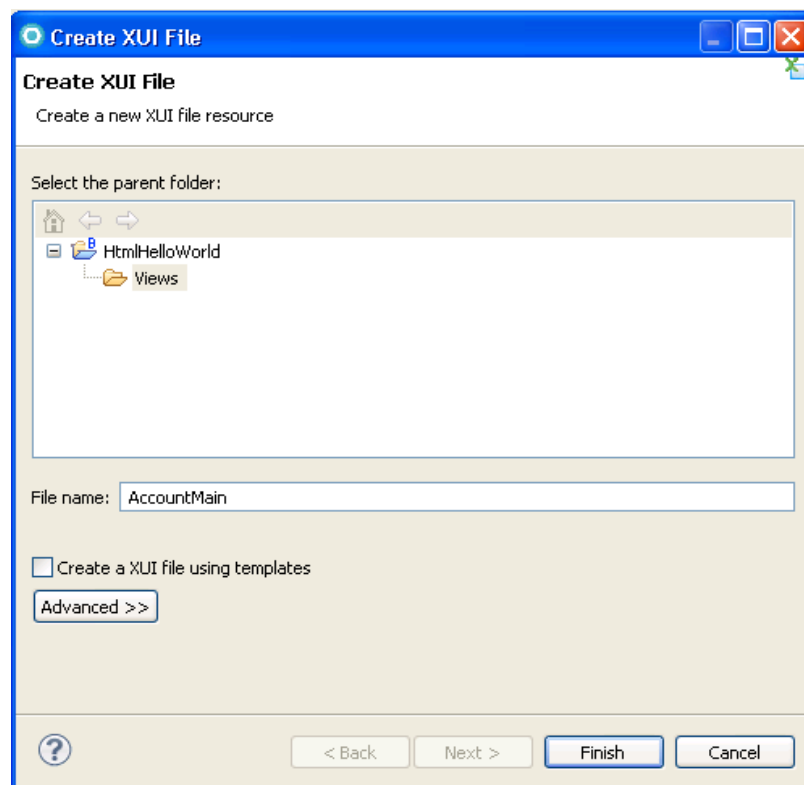 Create XUI File
Create XUI File
Create a new XUI file resource
Select the parent folder:
B
HtmlHelloWorld
Views
File name: AccountMain
Create a XUI file using templates
Advanced >>
? < Back Next > Finish Cancel